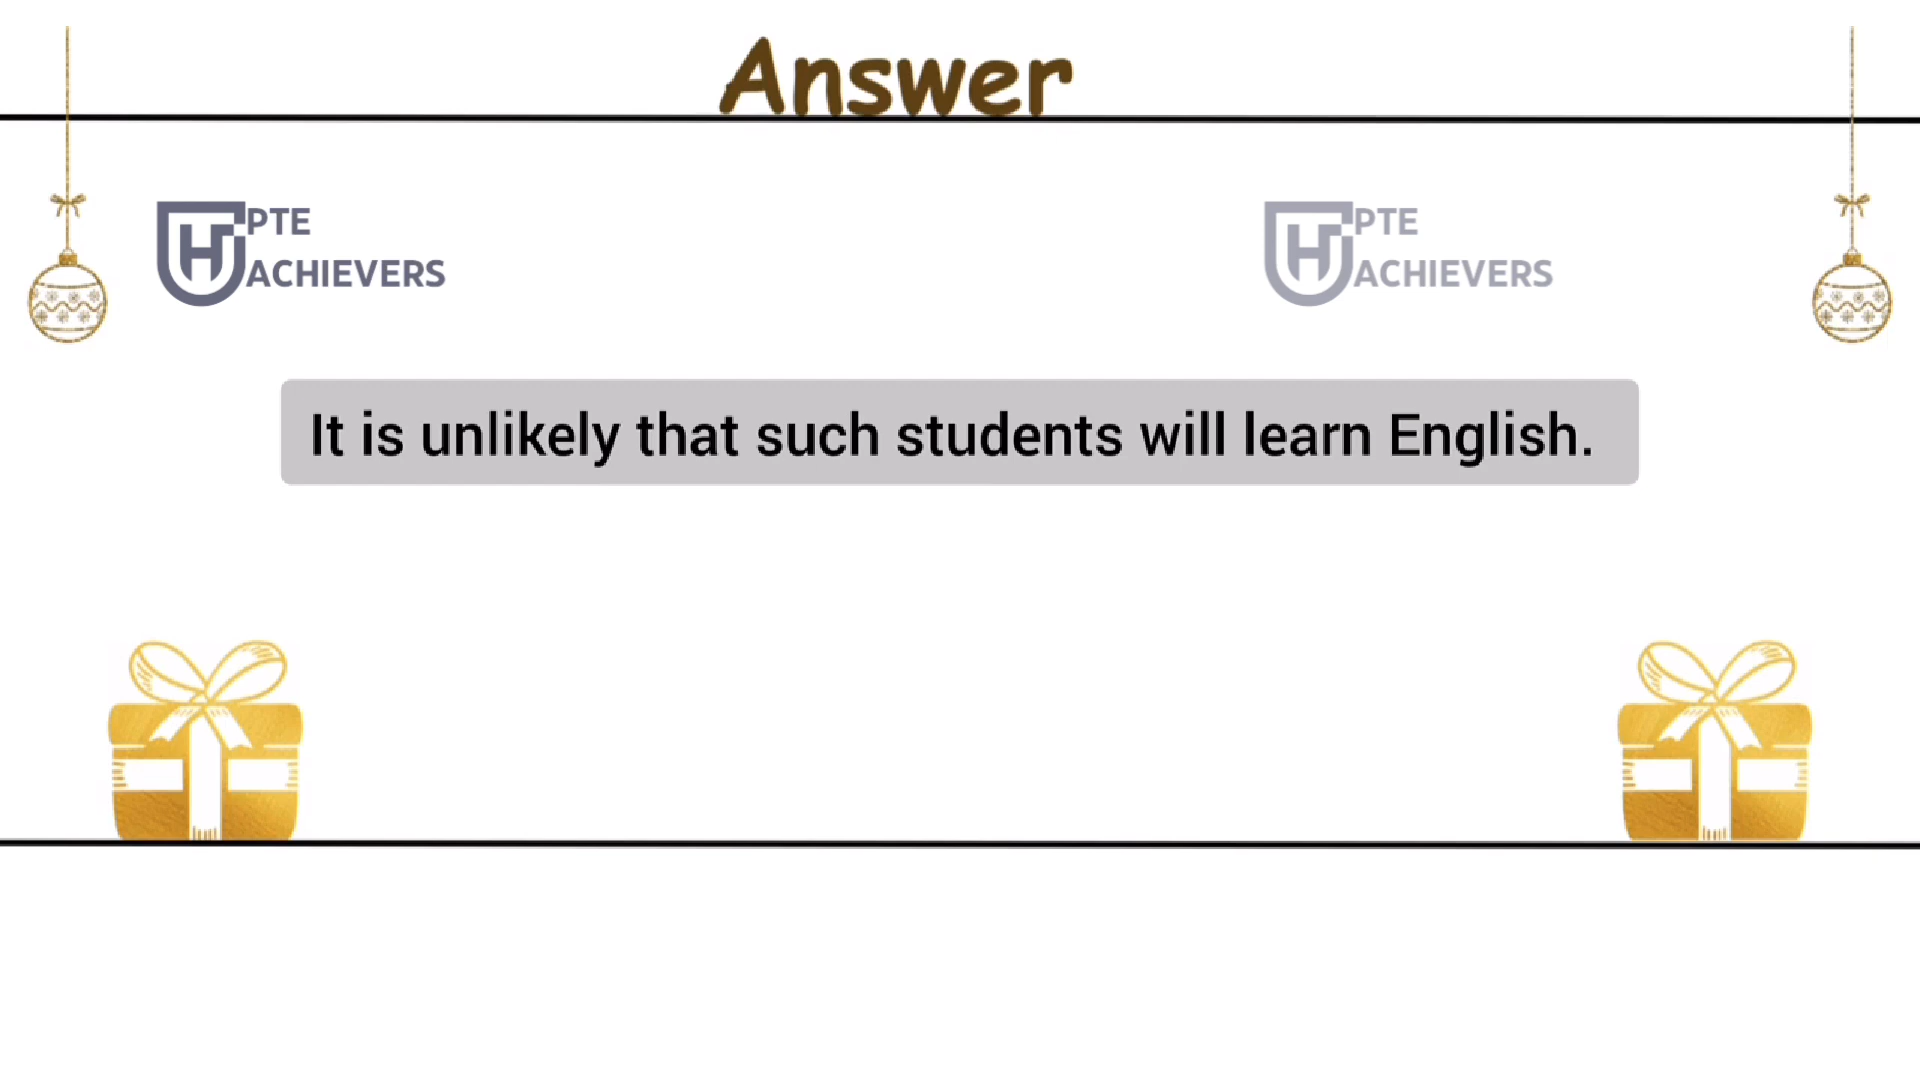 Answer
PTE
ACHIEVERS
PTE
ACHIEVERS
It is unlikely that such students will learn English.